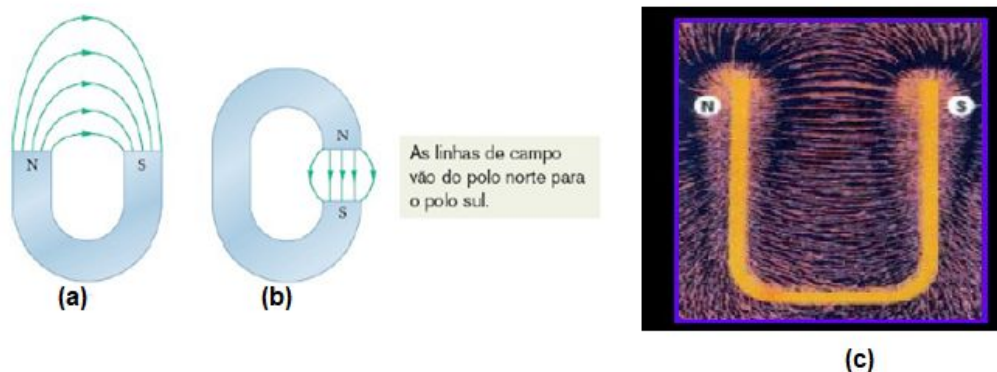 N
S
(a)
N
S
(b)
As linhas de campo
vão do polo norte para
o polo sul.
N
S
(c)